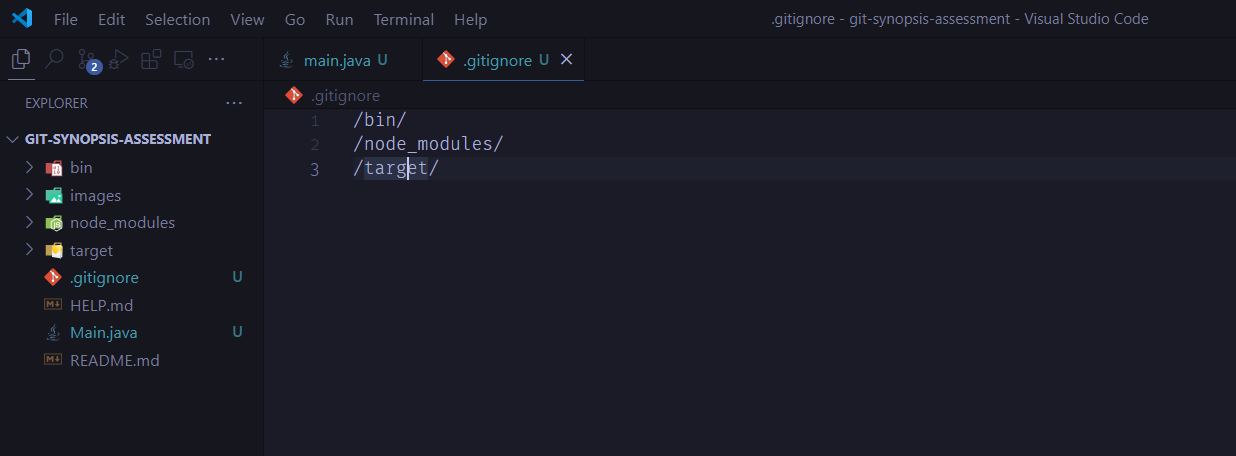 File Edit Selection View Go Run Terminal Help .gitignore - git-synopsis-assessment - Visual Studio Code
2 ...
main.java U .gitignore U
EXPLORER ...
.gitignore
GIT-SYNOPSIS-ASSESSMENT
bin
images
node_modules
target
.gitignore U
HELP.md
Main.java U
README.md
1 /bin/
2 /node_modules/
3 /target/